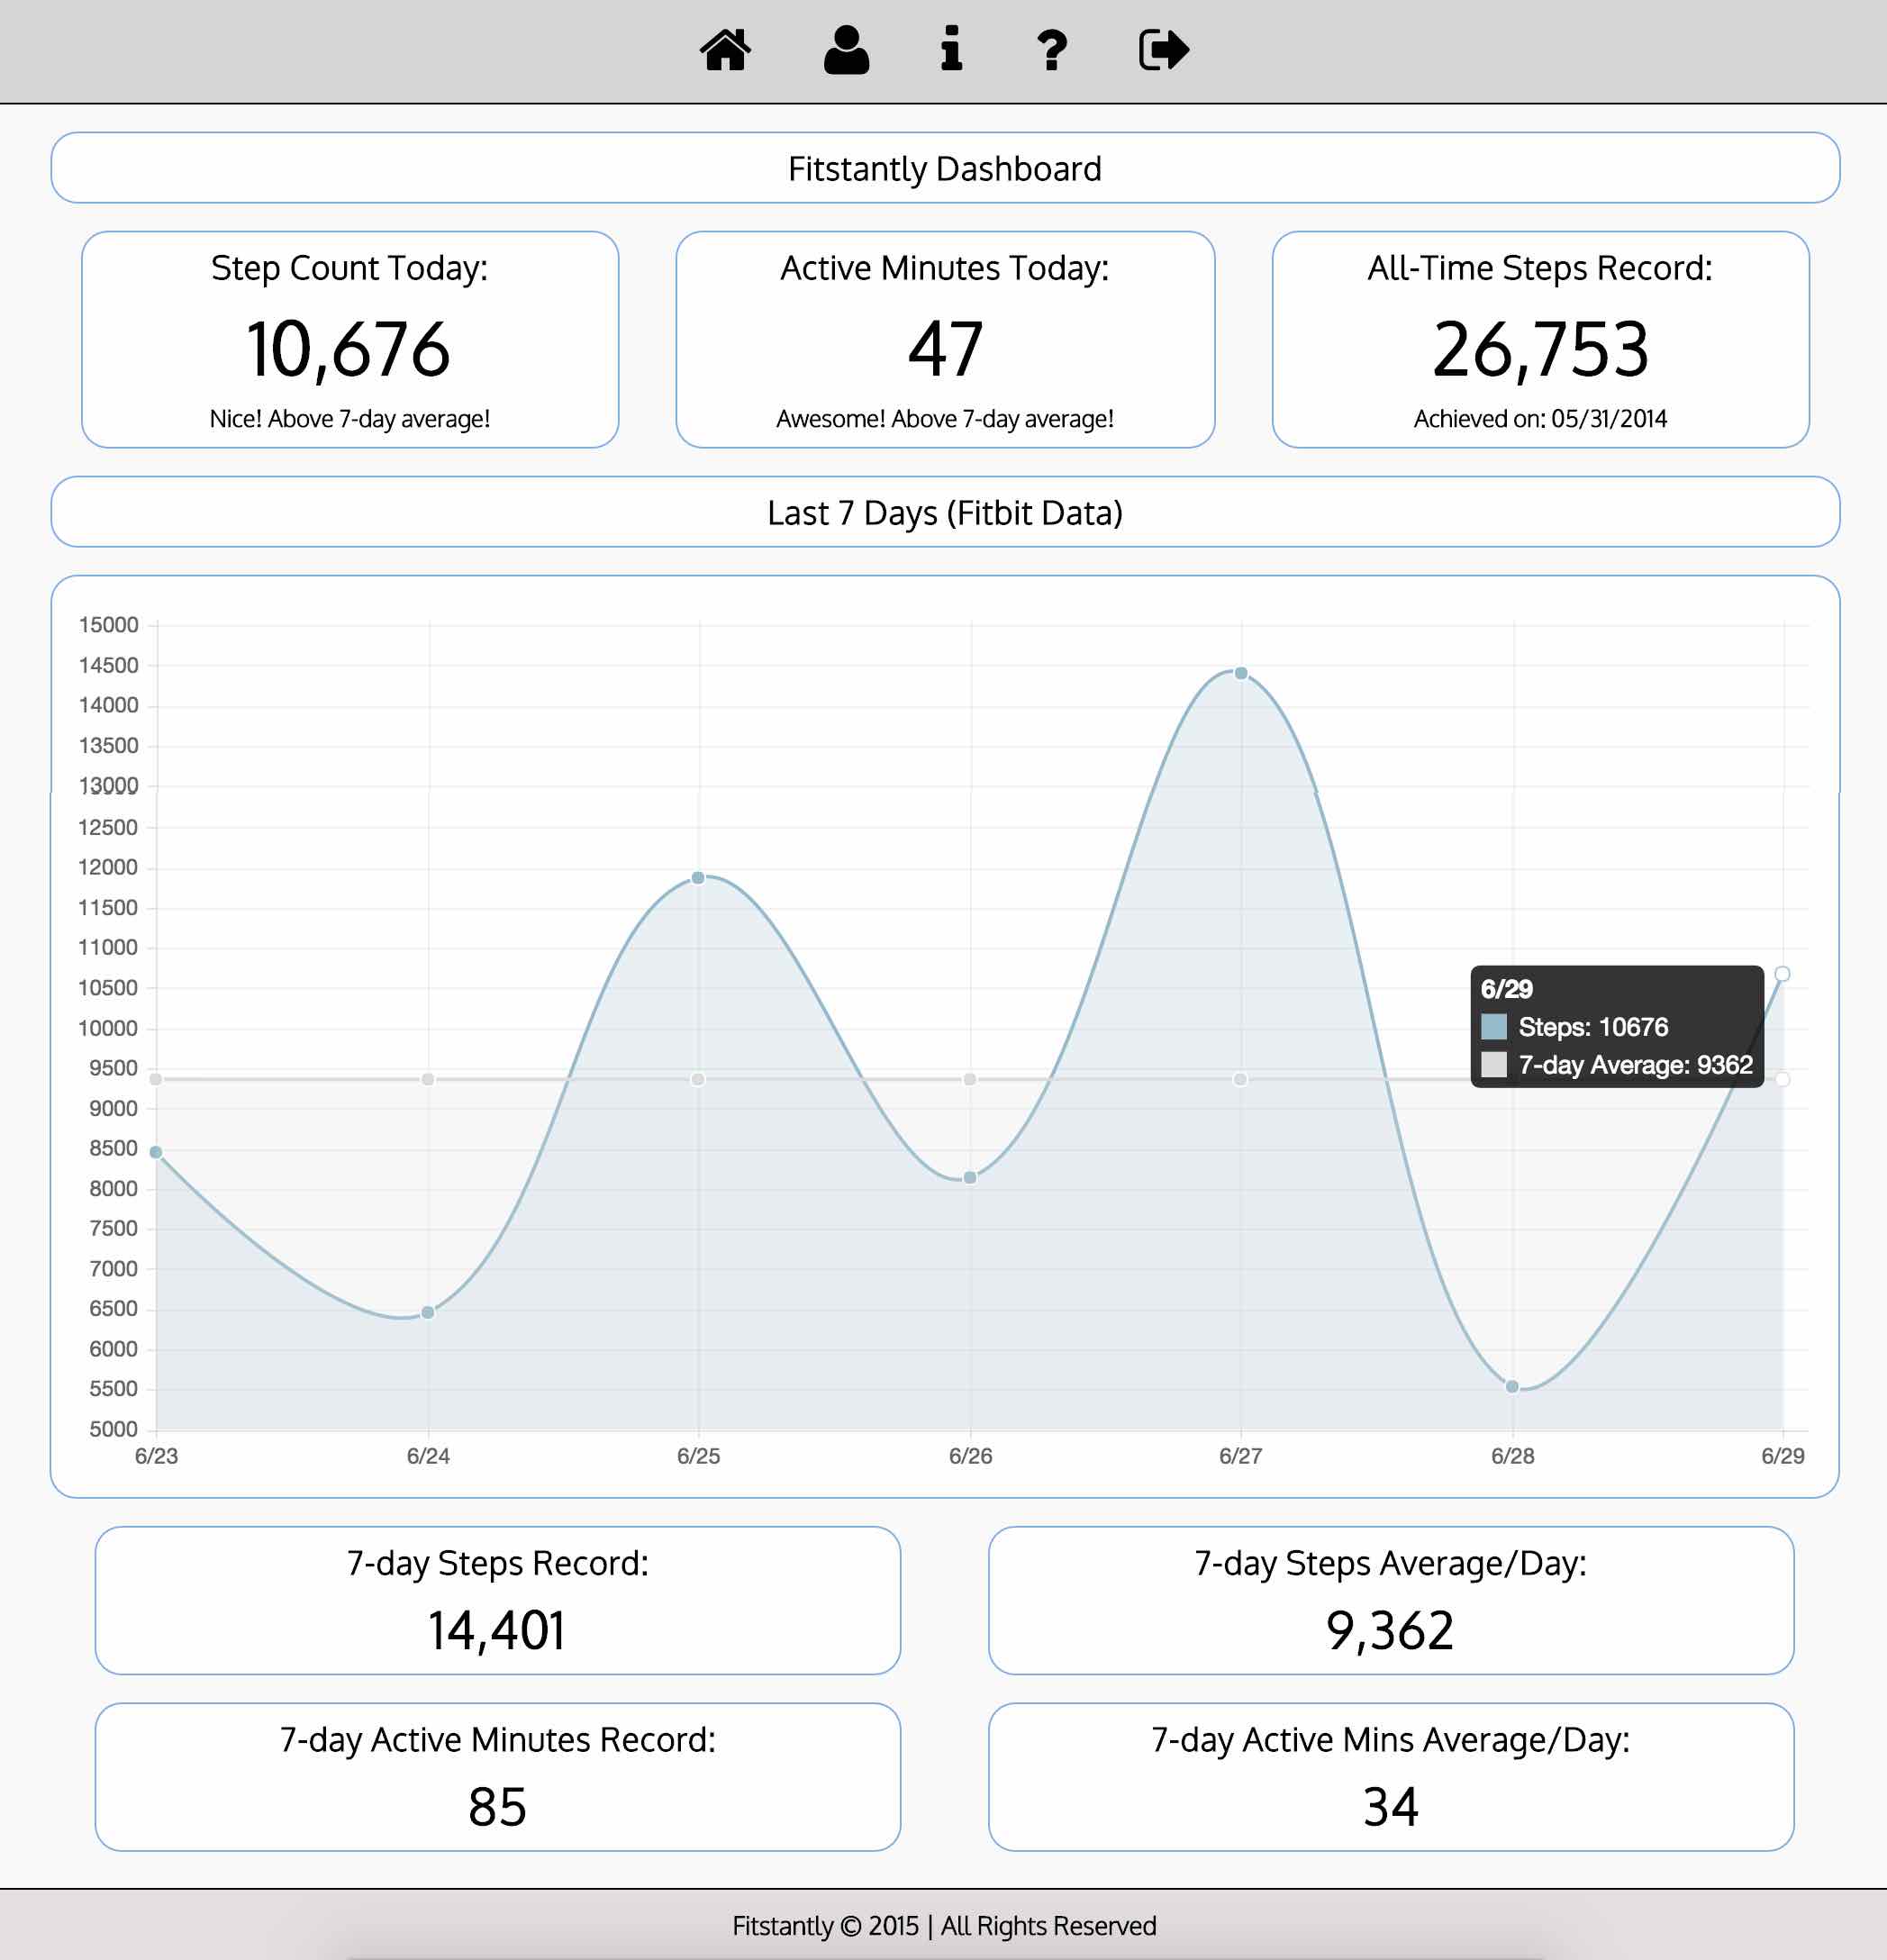 Fitstantly Dashboard
Step Count Today:
10,676
Nice! Above 7-day average!
Active Minutes Today:
47
Awesome! Above 7-day average!
All-Time Steps Record:
26,753
Achieved on: 05/31/2014
Last 7 Days (Fitbit Data)
15000
14500
14000
13500
13000
12500
12000
11500
11000
10500
10000
9500
9000
8500
8000
7500
7000
6500
6000
5500
5000
6/29
Steps: 10676
7-day Average: 9362
6/23 6/24 6/25 6/26 6/27 6/28 6/29
7-day Steps Record:
14,401
7-day Steps Average/Day:
9,362
7-day Active Minutes Record:
85
7-day Active Mins Average/Day:
34
Fitstantly © 2015 | All Rights Reserved